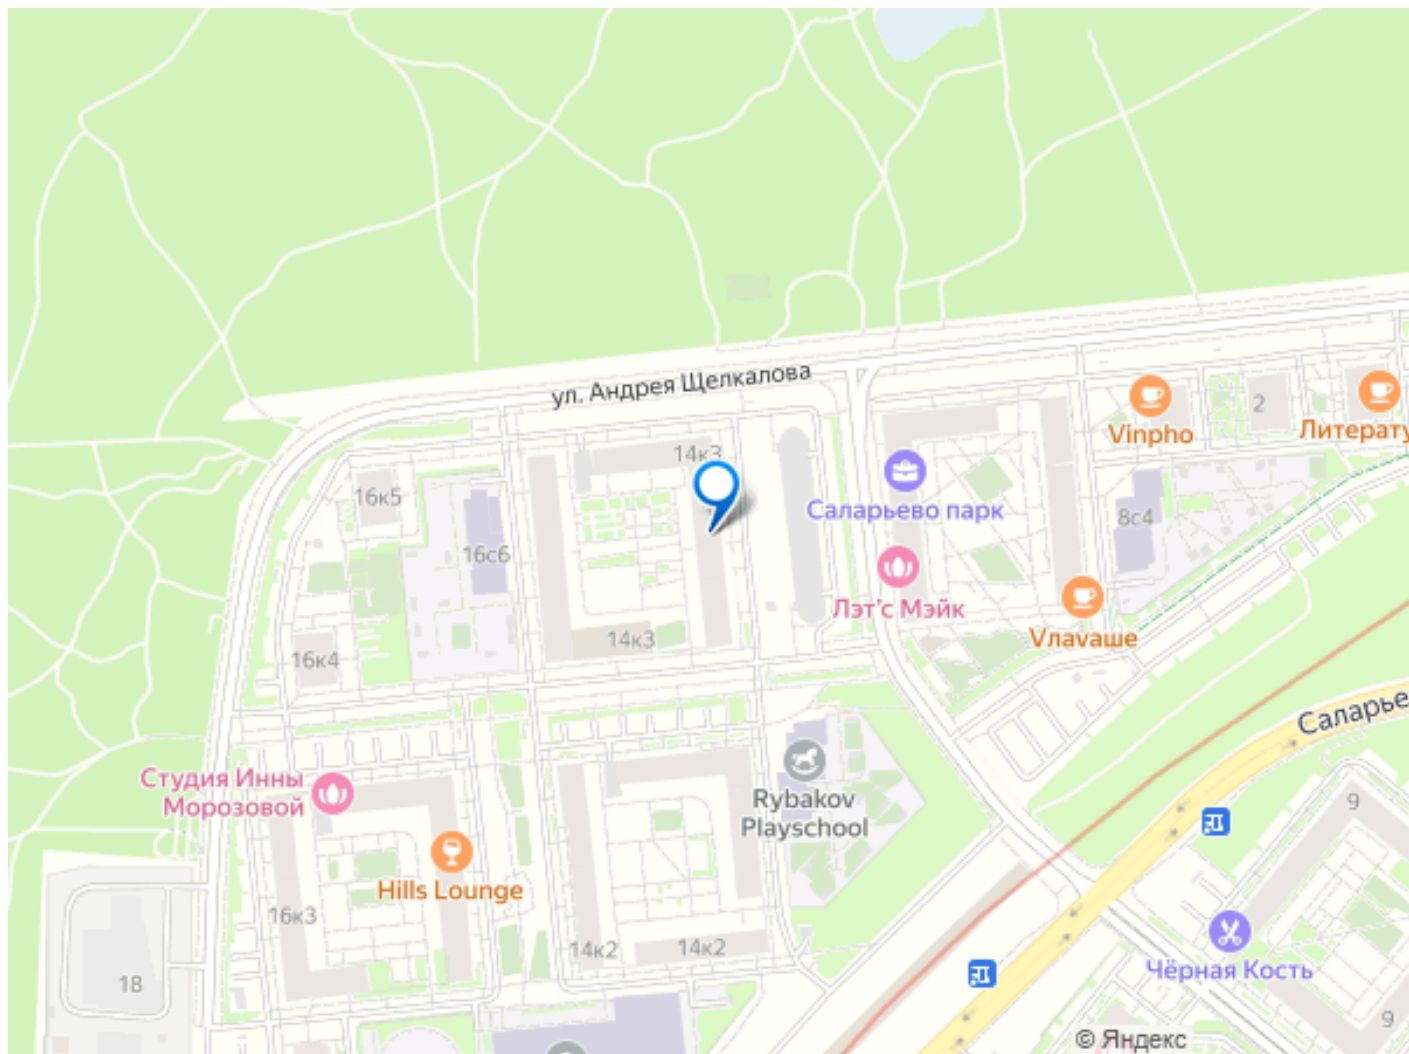 ул. Андрея Щелкалова
2
Vinpho
Литерату
14к3
16к5
Саларьево парк
8с4
16с6
Лэт'с Мэйк
Vлаvаше
14к3
16к4
Саларье
Студия Инны
Морозовой
Rybakov
Playschool
9
Hills Lounge
16к3
14к2
14к2
Чёрная Кость
18
9
© Яндекс